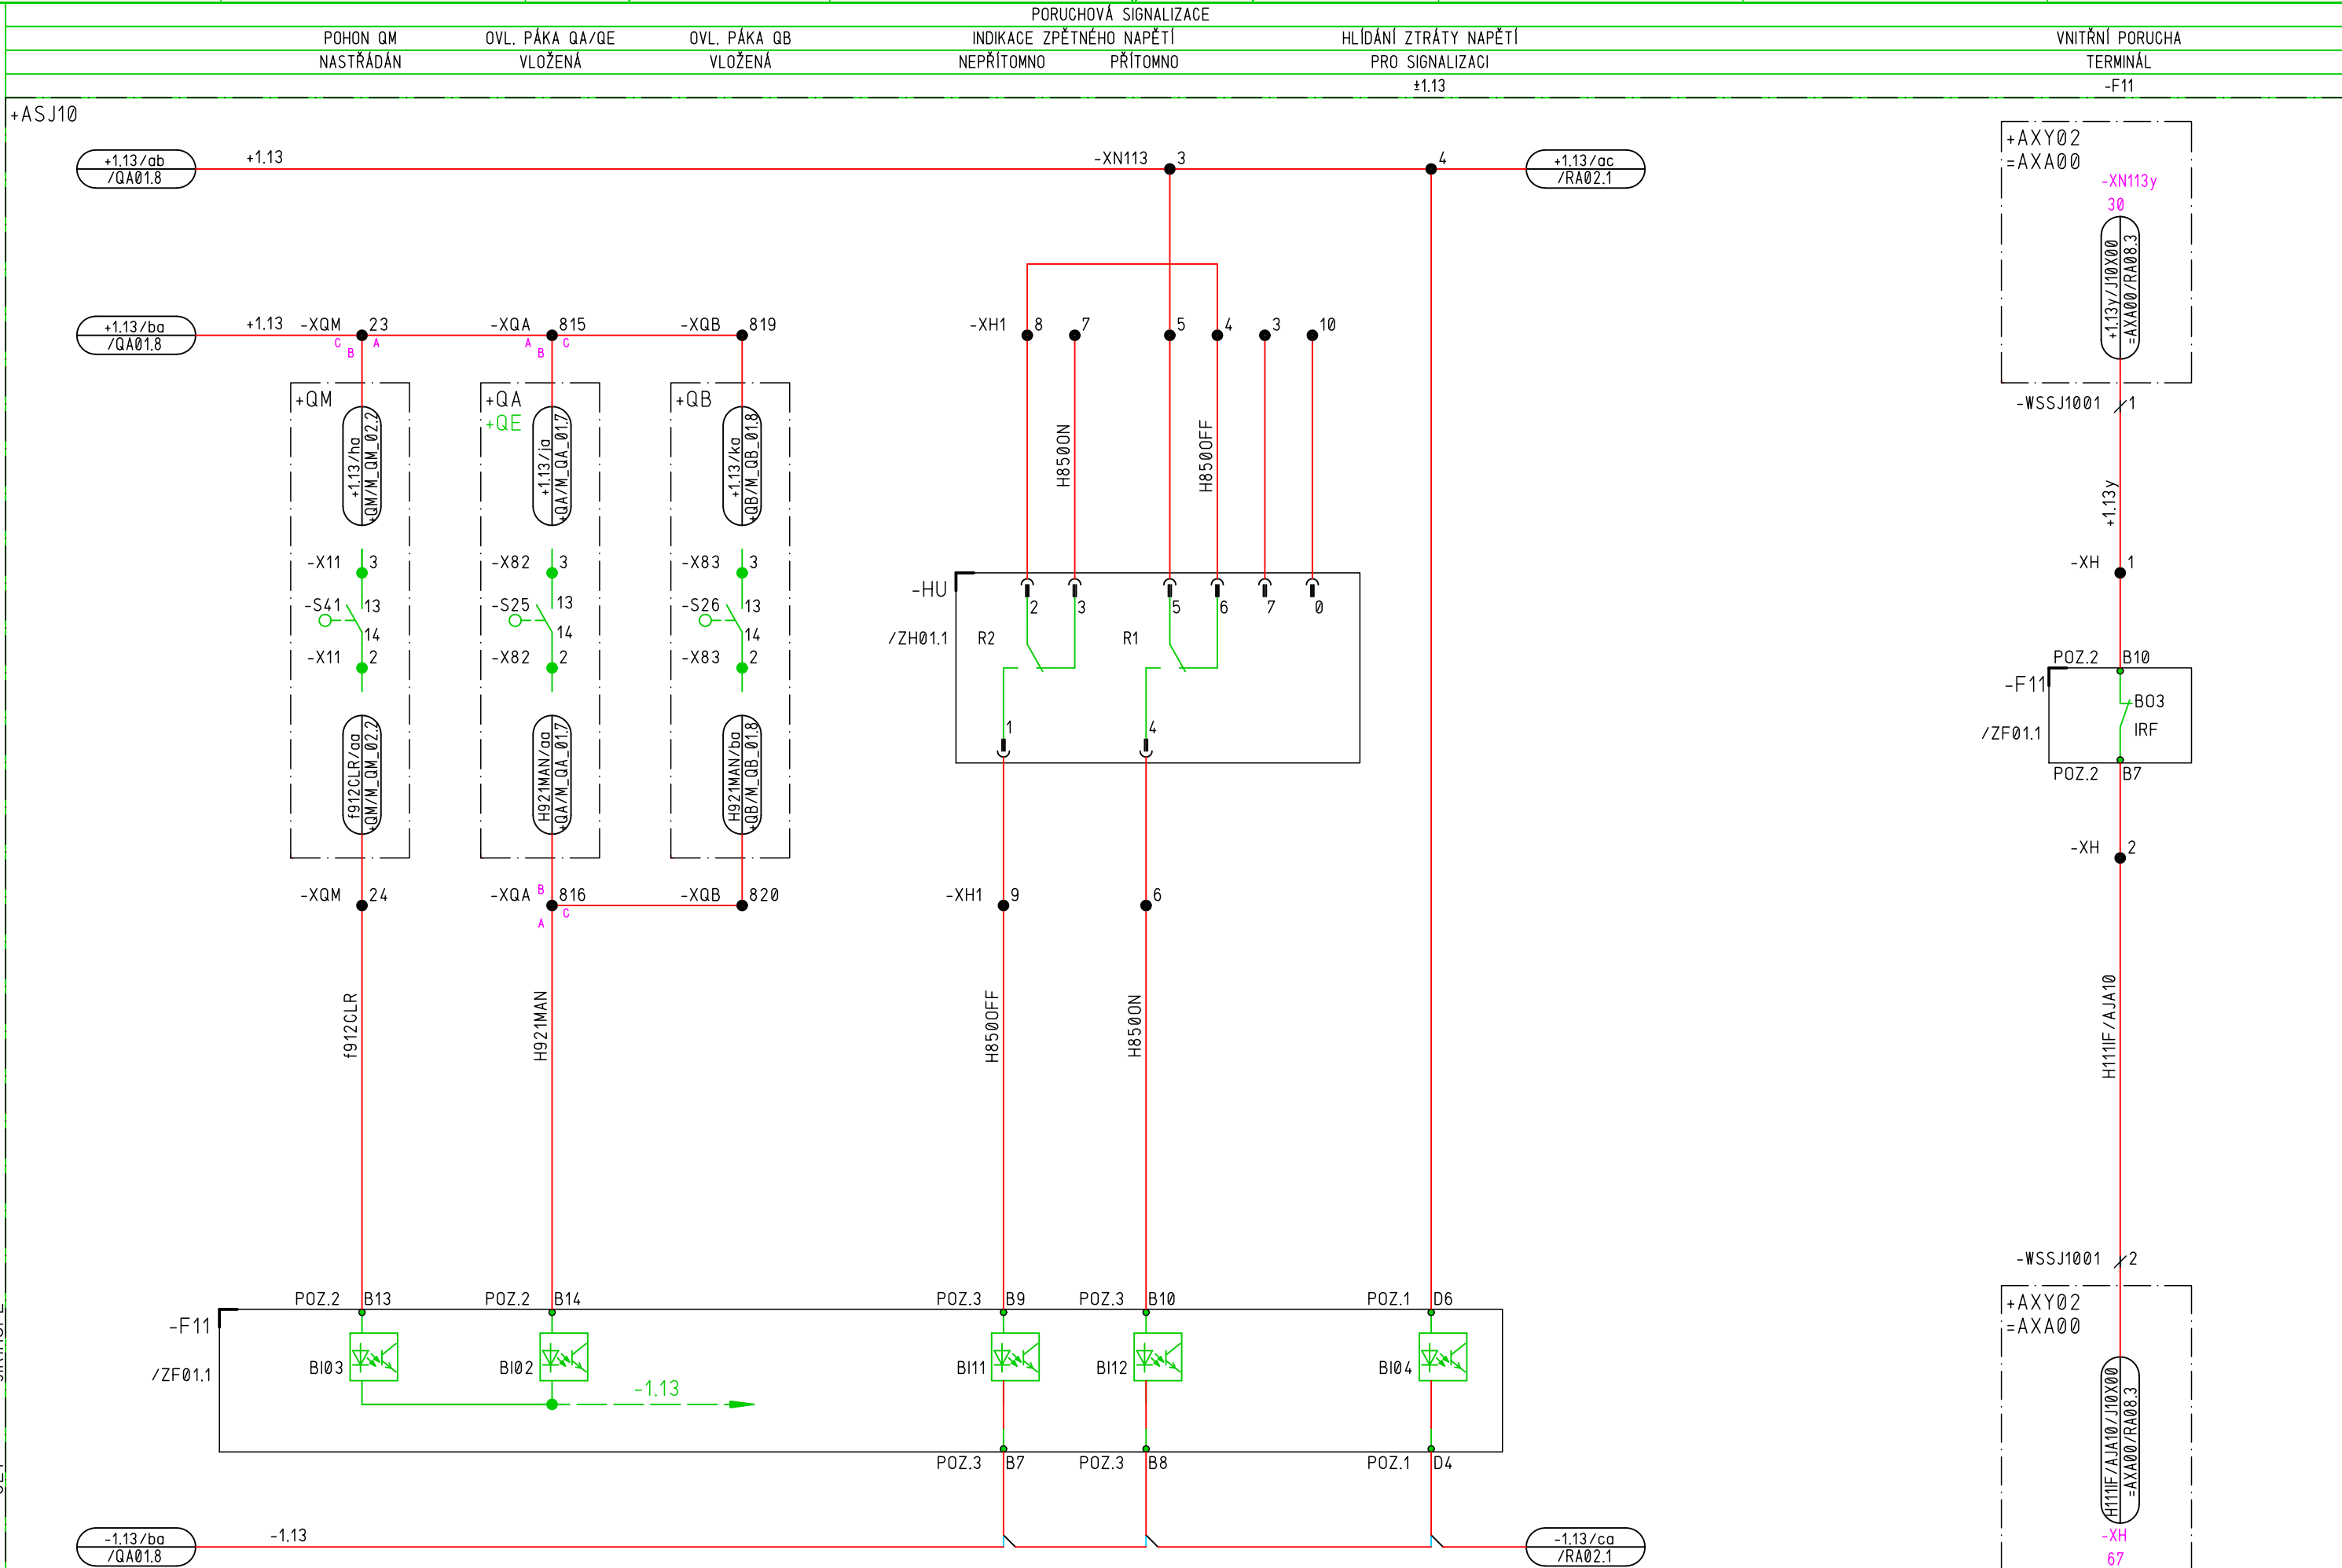 PORUCHOVÁ SIGNALIZACE
POHON QM
NASTŘÁDÁN
OVL. PÁKA QA/QE
VLOŽENÁ
OVL. PÁKA QB
VLOŽENÁ
INDIKACE ZPĚTNÉHO NAPĚTÍ
NEPŘÍTOMNO
PŘÍTOMNO
HLÍDÁNÍ ZTRÁTY NAPĚTÍ
PRO SIGNALIZACI
±1.13
VNITŘNÍ PORUCHA
TERMINÁL
-F11
+ASJ10
+1.13/ab
/QA01.8
+1.13
-XN113 3
4
+1.13/ac
/RA02.1
+AXY02
=AXA00
-XN113y
30
+1.13y/J10X00
=AXA00/RA08.3
-WSSJ1001 1
+1.13y
-XH 1
POZ.2 B10
-F11
/ZF01.1
BO3
IRF
POZ.2 B7
-XH 2
H111IF/AJA10
-WSSJ1001 2
+AXY02
=AXA00
H111IF/AJA10/J10X00
=AXA00/RA08.3
-XH
67
+1.13/ba
/QA01.8
+1.13
-XQM 23
C B A
-XQA 815
A B C
-XQB 819
-XH1 8
7
5
4
3
10
+QM
+1.13/ha
+QM/M_QM_02.2
+QA
+QE
+1.13/ja
+QA/M_QA_01.7
+QB
+1.13/ka
+QB/M_QB_01.8
H850ON
H850OFF
-X11 3
-S41 13
14
-X11 2
-X82 3
-S25 13
14
-X82 2
-X83 3
-S26 13
14
-X83 2
-HU
/ZH01.1
2
3
5
6
7
0
R2
R1
1
4
f912CLR/aa
+QM/M_QM_02.2
H921MAN/aa
+QA/M_QA_01.7
H921MAN/ba
+QB/M_QB_01.8
-XQM 24
-XQA 816
B C A
-XQB 820
-XH1 9
6
f912CLR
H921MAN
H850OFF
H850ON
POZ.2 B13
POZ.2 B14
POZ.3 B9
POZ.3 B10
POZ.1 D6
-F11
/ZF01.1
BI03
BI02
BI11
BI12
BI04
-1.13
POZ.3 B7
POZ.3 B8
POZ.1 D4
-1.13/ba
/QA01.8
-1.13
-1.13/ca
/RA02.1